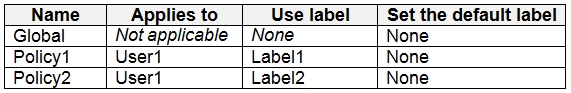 Name Applies to Use label Set the default label
Global Not applicable None None
Policy1 User1 Label1 None
Policy2 User1 Label2 None